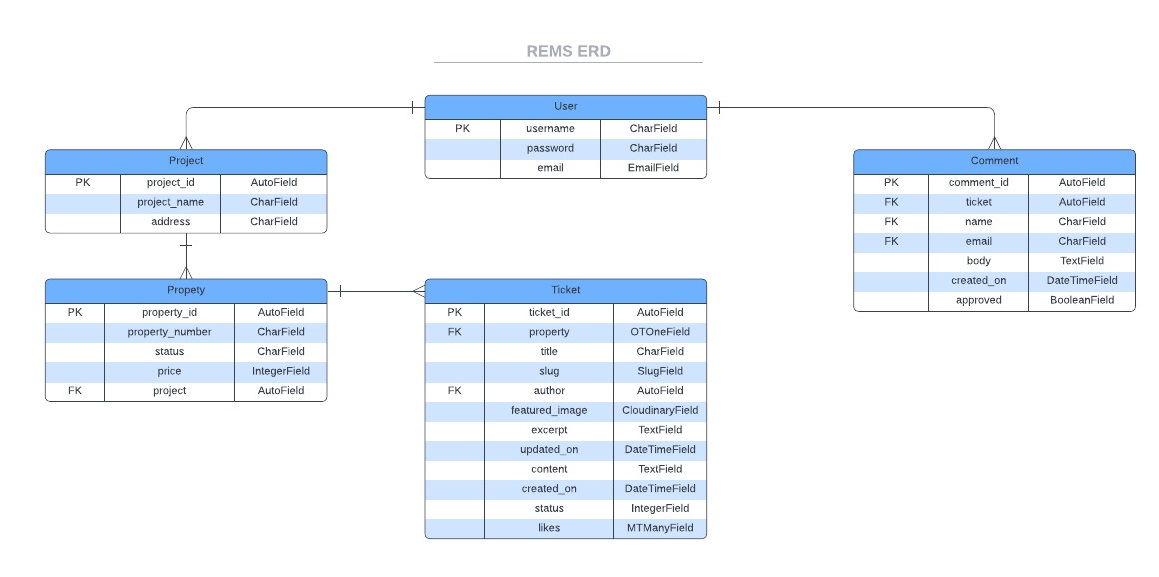 REMS ERD
User
PK username CharField
password CharField
email EmailField
Project
PK project_id AutoField
project_name CharField
address CharField
Comment
PK comment_id AutoField
FK ticket AutoField
FK name CharField
FK email CharField
body TextField
created_on DateTimeField
approved BooleanField
Propety
PK property_id AutoField
property_number CharField
status CharField
price IntegerField
FK project AutoField
Ticket
PK ticket_id AutoField
FK property OTOneField
title CharField
slug SlugField
FK author AutoField
featured_image CloudinaryField
excerpt TextField
updated_on DateTimeField
content TextField
created_on DateTimeField
status IntegerField
likes MTManyField